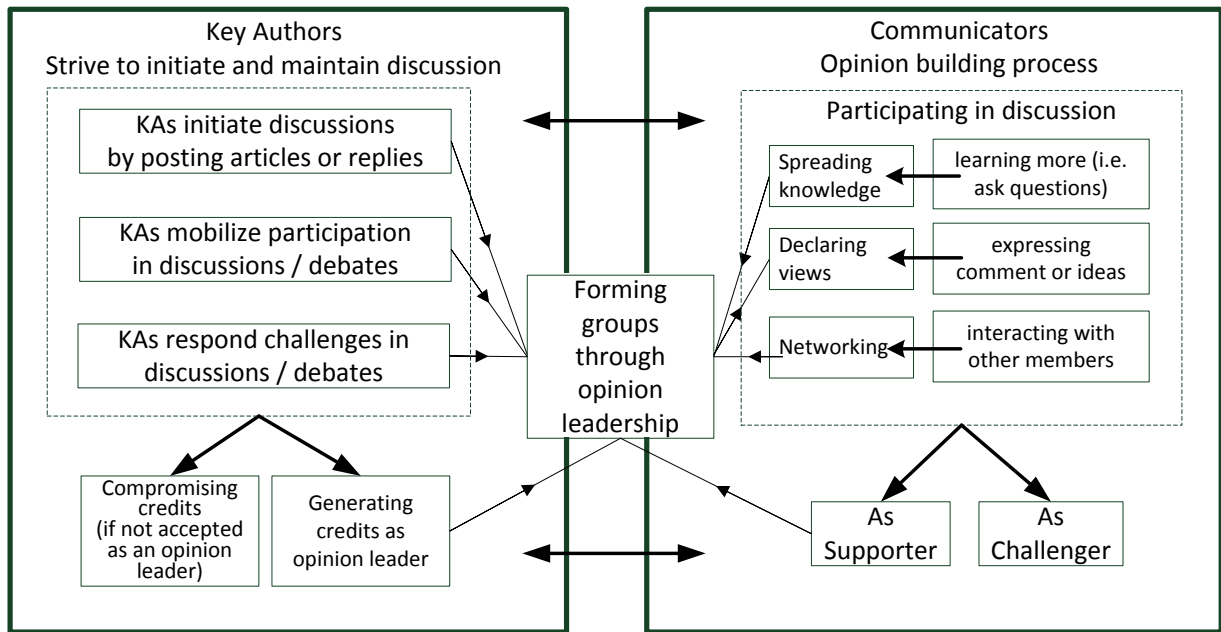 Key Authors
Strive to initiate and maintain discussion
KAs initiate discussions
by posting articles or replies
KAs mobilize participation
in discussions / debates
KAs respond challenges in
discussions / debates
Compromising
credits
(if not accepted
as an opinion
leader)
Generating
credits as
opinion leader
Forming
groups
through
opinion
leadership
Communicators
Opinion building process
Participating in discussion
Spreading
knowledge
learning more (i.e.
ask questions)
Declaring
views
expressing
comment or ideas
Networking
interacting with
other members
As
Supporter
As
Challenger